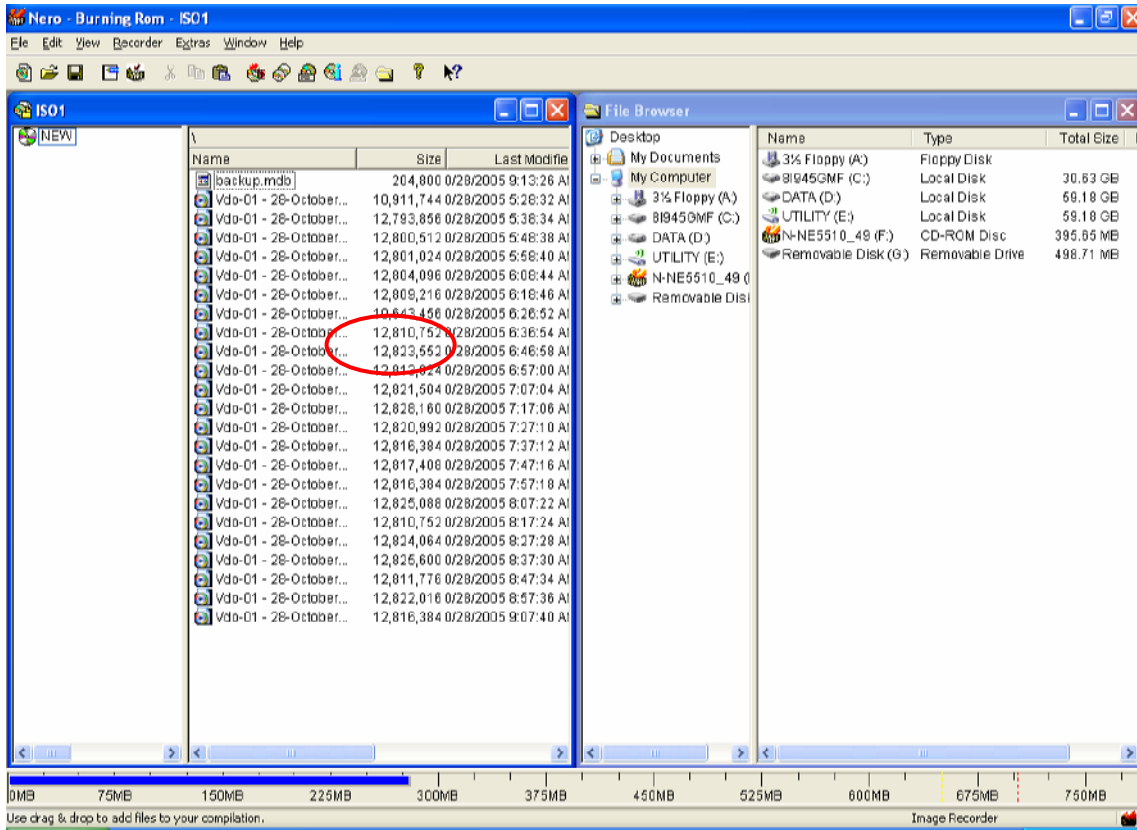 Nero - Burning Rom - ISO1
File Edit View Recorder Extras Window Help
ISO1
NEW
\
Name Size Last Modifie
backup.mdb 204,800 0/28/2005 9:13:26 AM
Vdo-01 - 28-October... 10,911,744 0/28/2005 5:28:32 A
Vdo-01 - 28-October... 12,793,856 0/28/2005 5:38:34 A
Vdo-01 - 28-October... 12,800,512 0/28/2005 5:48:38 A
Vdo-01 - 28-October... 12,801,024 0/28/2005 5:58:40 A
Vdo-01 - 28-October... 12,804,096 0/28/2005 6:08:44 A
Vdo-01 - 28-October... 12,809,216 0/28/2005 6:18:46 A
Vdo-01 - 28-October... 0/28/2005 6:26:52 A
Vdo-01 - 28-October... 12,810,752 0/28/2005 6:36:54 A
Vdo-01 - 28-October... 12,823,552 0/28/2005 6:46:58 A
Vdo-01 - 28-October... 0/28/2005 6:57:00 A
Vdo-01 - 28-October... 12,821,504 0/28/2005 7:07:04 A
Vdo-01 - 28-October... 12,828,160 0/28/2005 7:17:06 A
Vdo-01 - 28-October... 12,820,992 0/28/2005 7:27:10 A
Vdo-01 - 28-October... 12,816,384 0/28/2005 7:37:12 A
Vdo-01 - 28-October... 12,817,408 0/28/2005 7:47:16 A
Vdo-01 - 28-October... 12,816,384 0/28/2005 7:57:18 A
Vdo-01 - 28-October... 12,825,088 0/28/2005 8:07:22 A
Vdo-01 - 28-October... 12,810,752 0/28/2005 8:17:24 A
Vdo-01 - 28-October... 12,824,064 0/28/2005 8:27:28 A
Vdo-01 - 28-October... 12,825,600 0/28/2005 8:37:30 A
Vdo-01 - 28-October... 12,811,776 0/28/2005 8:47:34 A
Vdo-01 - 28-October... 12,822,016 0/28/2005 8:57:36 A
Vdo-01 - 28-October... 12,816,384 0/28/2005 9:07:40 A
File Browser
Desktop
My Documents
My Computer
3½ Floppy (A:)
8I945GMF (C:)
DATA (D:)
UTILITY (E:)
N-NE5510_49 (
Removable Disl
Name Type Total Size
3½ Floppy (A:) Floppy Disk
8I945GMF (C:) Local Disk 30.63 GB
DATA (D:) Local Disk 59.18 GB
UTILITY (E:) Local Disk 59.18 GB
N-NE5510_49 (F:) CD-ROM Disc 395.65 MB
Removable Disk (G:) Removable Drive 498.71 MB
0MB 75MB 150MB 225MB 300MB 375MB 450MB 525MB 600MB 675MB 750MB
Use drag & drop to add files to your compilation. Image Recorder